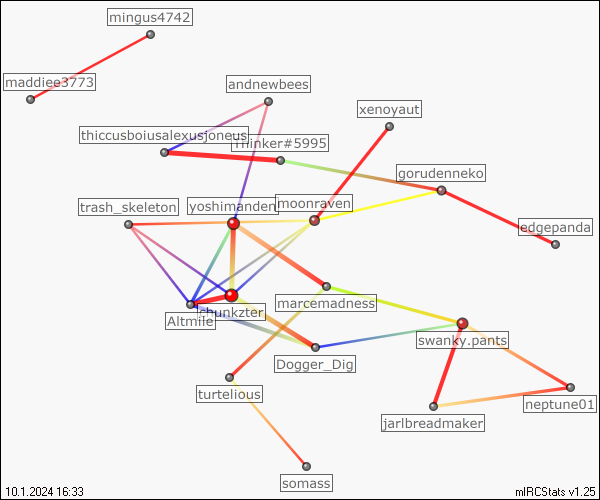 mingus4742
maddiee3773
andnewbees
xenoyaut
thiccusboiusalexusjoneus
minker#5995
gorudenneko
trash_skeleton
yoshimanden
moonraven
edgepanda
marcemadness
chunkzter
Altmile
swanky.pants
Dogger_Dig
turtelious
neptune01
jarlbreadmaker
somass
10.1.2024 16:33
mIRCStats v1.25